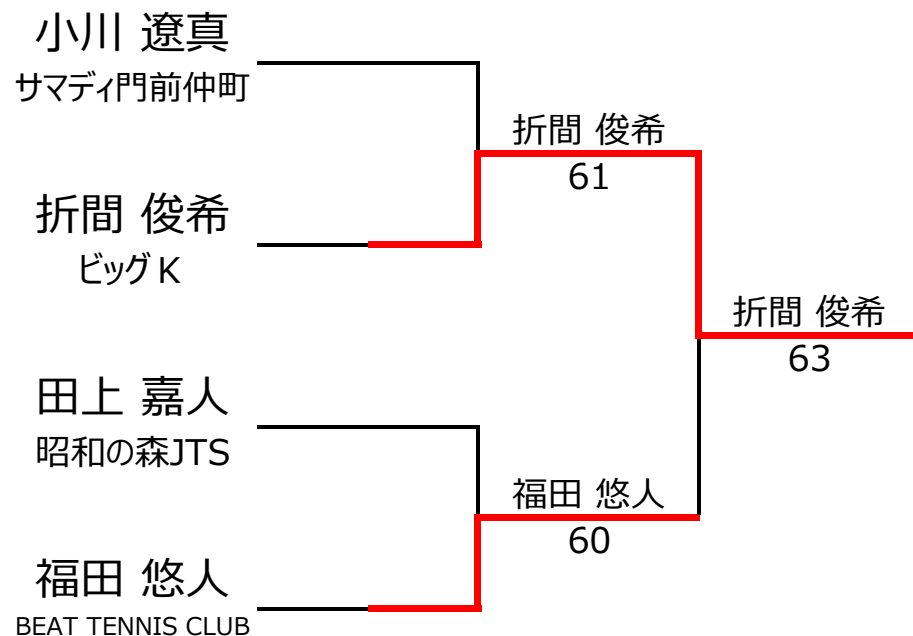 小川 遼真
サマディ門前仲町
折間 俊希
61
折間 俊希
ビッグK
折間 俊希
63
田上 嘉人
昭和の森JTS
福田 悠人
60
福田 悠人
BEAT TENNIS CLUB